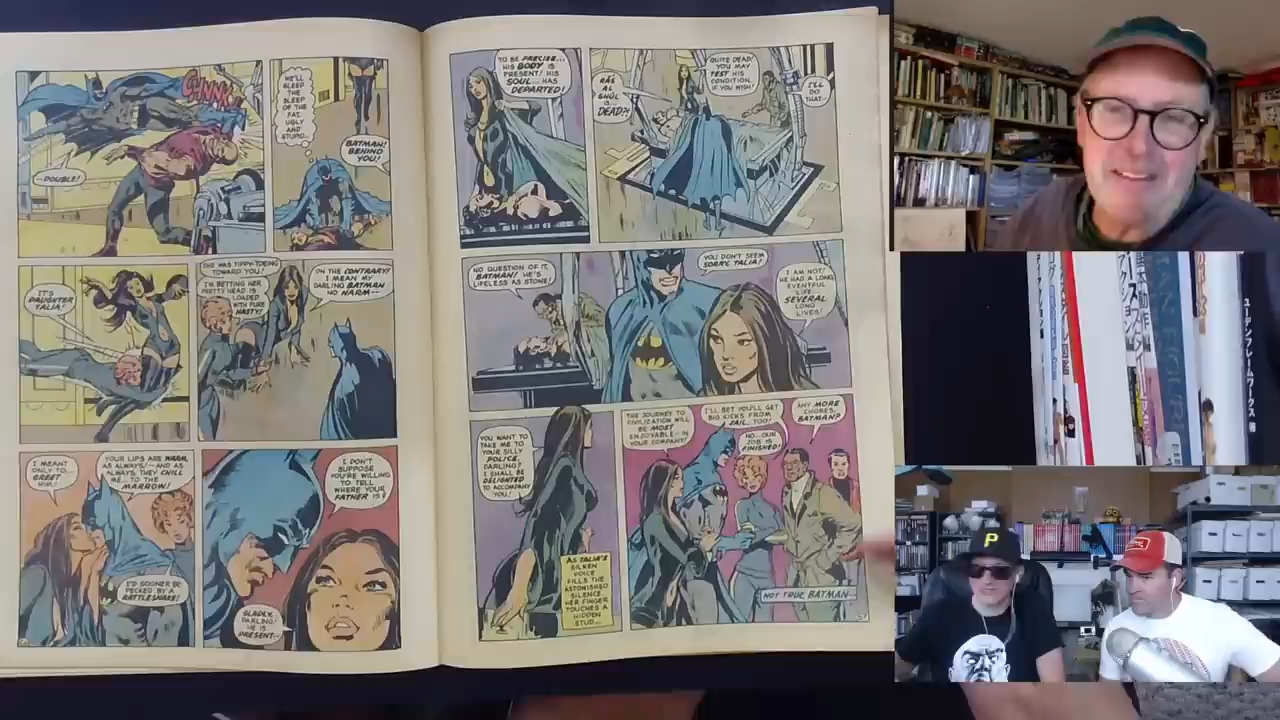 CHNNK!
--DOUBLE!
HE'LL
SLEEP
THE
SLEEP
OF THE
FAT,
UGLY
AND
STUPID...
BATMAN!
BEHIND
YOU!
IT'S
DAUGHTER
TALIA!
SHE WAS TIPPY-TOEING
TOWARD YOU!
I'M BETTING HER
PRETTY HEAD IS
LOADED
WITH PURE
NASTY!
ON THE CONTRARY!
I MEAN MY
DARLING BATMAN
NO HARM--
I MEANT
ONLY TO...
GREET
HIM!
YOUR LIPS ARE WARM,
AS ALWAYS!-- AND AS
ALWAYS, THEY CHILL
ME... TO THE
MARROW!
I'D SOONER BE
PECKED BY A
RATTLESNAKE!
I DON'T
SUPPOSE
YOU'RE WILLING
TO TELL
WHERE YOUR
FATHER IS?
GLADLY,
DARLING!
HE IS
PRESENT--
TO BE PRECISE...
HIS BODY IS
PRESENT! HIS
SOUL... HAS
DEPARTED!
RĀS
AL
GHŪL
IS...
DEAD?!
QUITE DEAD!
YOU MAY
TEST HIS
CONDITION,
IF YOU WISH!
I'LL
DO
THAT--
NO QUESTION OF IT,
BATMAN! HE'S
LIFELESS AS STONE!
YOU DON'T SEEM
SORRY, TALIA!
I AM NOT!
HE HAD A LONG,
EVENTFUL
LIFE...
SEVERAL
LONG
LIVES!
YOU WANT TO
TAKE ME TO
YOUR SILLY
POLICE,
DARLING?
I SHALL BE
DELIGHTED
TO ACCOMPANY
YOU!
AS TALIA'S
SILKEN
VOICE
FILLS THE
ASTONISHED
SILENCE,
HER FINGER
TOUCHES A
HIDDEN
STUD...
THE JOURNEY TO
CIVILIZATION WILL
BE MOST
ENJOYABLE-- IN
YOUR COMPANY!
I'LL BET YOU'LL GET
BIG KICKS FROM
JAIL, TOO!
NO... OUR
JOB IS
FINISHED!
ANY MORE
CHORES,
BATMAN?
NOT TRUE, BATMAN--
P